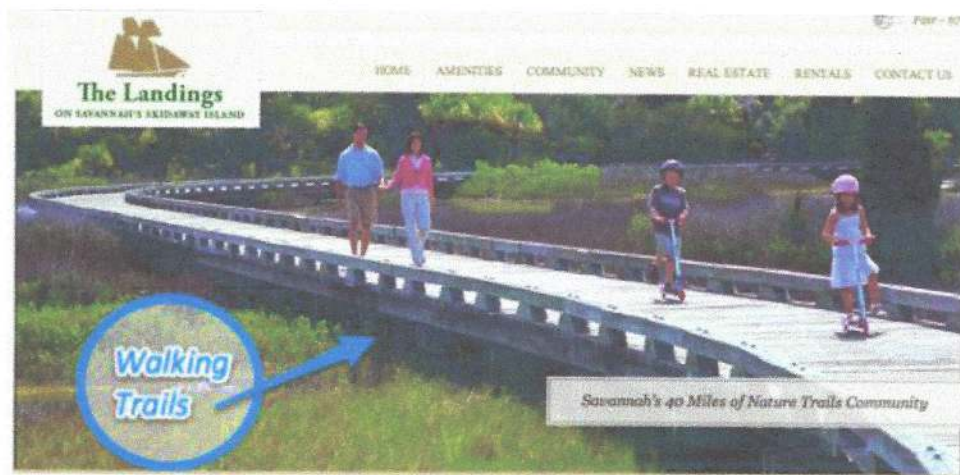 HOME AMENITIES COMMUNITY NEWS REAL ESTATE RENTALS CONTACT US
The Landings
ON SAVANNAH'S SKIDAWAY ISLAND
Walking
Trails
Savannah's 40 Miles of Nature Trails Community